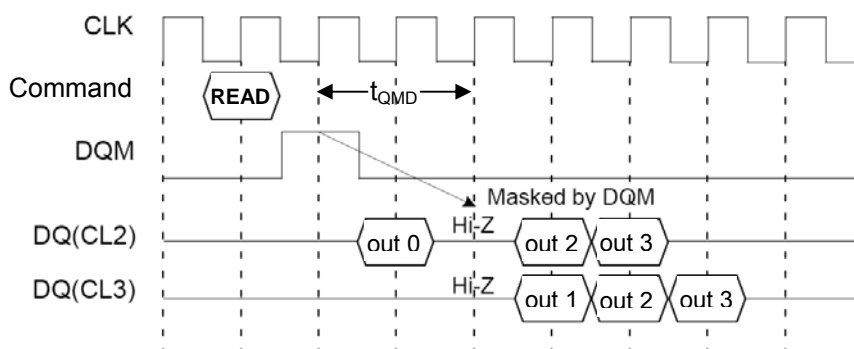 CLK
Command READ tQMD
DQM
Masked by DQM
DQ(CL2) out 0 Hi-Z out 2 out 3
DQ(CL3) Hi-Z out 1 out 2 out 3